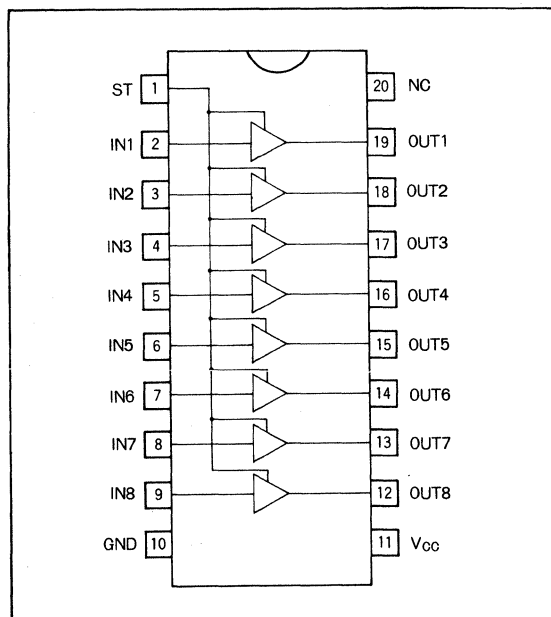 ST 1 20 NC
IN1 2 19 OUT1
IN2 3 18 OUT2
IN3 4 17 OUT3
IN4 5 16 OUT4
IN5 6 15 OUT5
IN6 7 14 OUT6
IN7 8 13 OUT7
IN8 9 12 OUT8
GND 10 11 Vcc